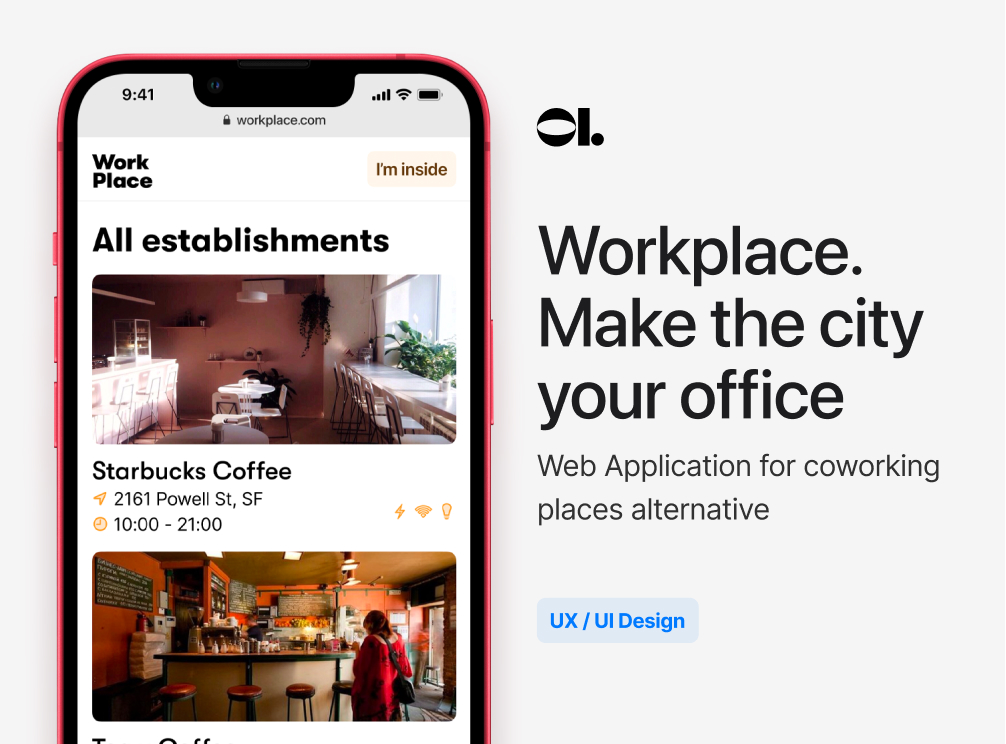 9:41
workplace.com
Work
Place
I'm inside
All establishments
Starbucks Coffee
2161 Powell St, SF
10:00 - 21:00
OI.
Workplace.
Make the city
your office
Web Application for coworking
places alternative
UX / UI Design